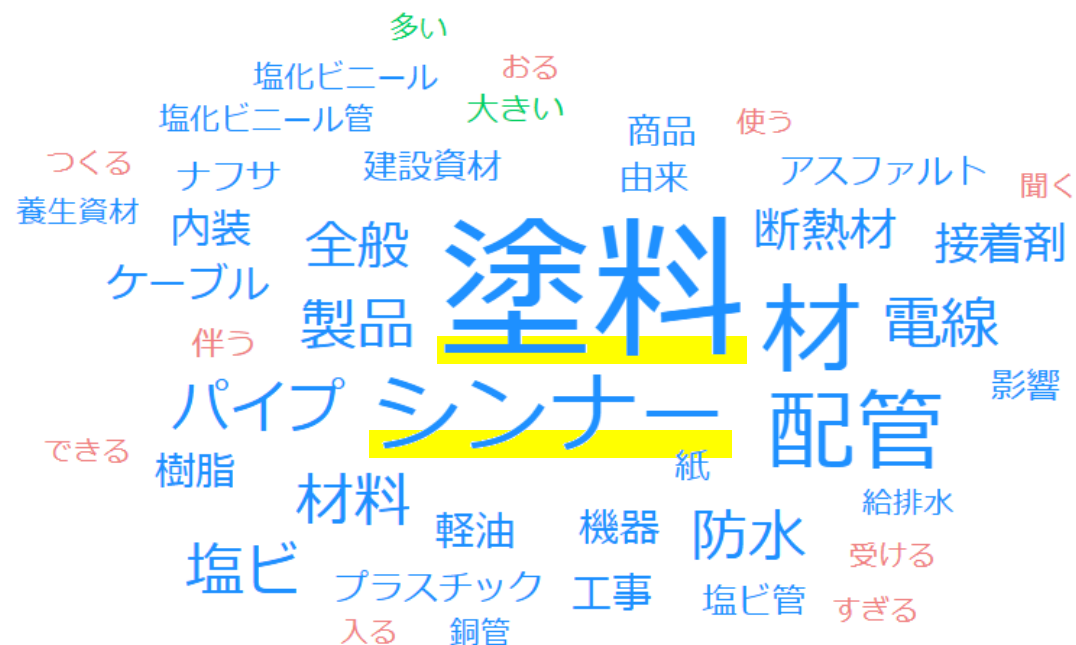 多い
おる
塩化ビニール
大きい
塩化ビニール管
商品
使う
つくる
ナフサ
建設資材
由来
アスファルト
聞く
養生資材
内装
全般
塗料
断熱材
接着剤
ケーブル
製品
材
電線
伴う
パイプ
シンナー
配管
影響
できる
樹脂
紙
材料
軽油
機器
防水
給排水
受ける
塩ビ
プラスチック
工事
塩ビ管
すぎる
入る
銅管